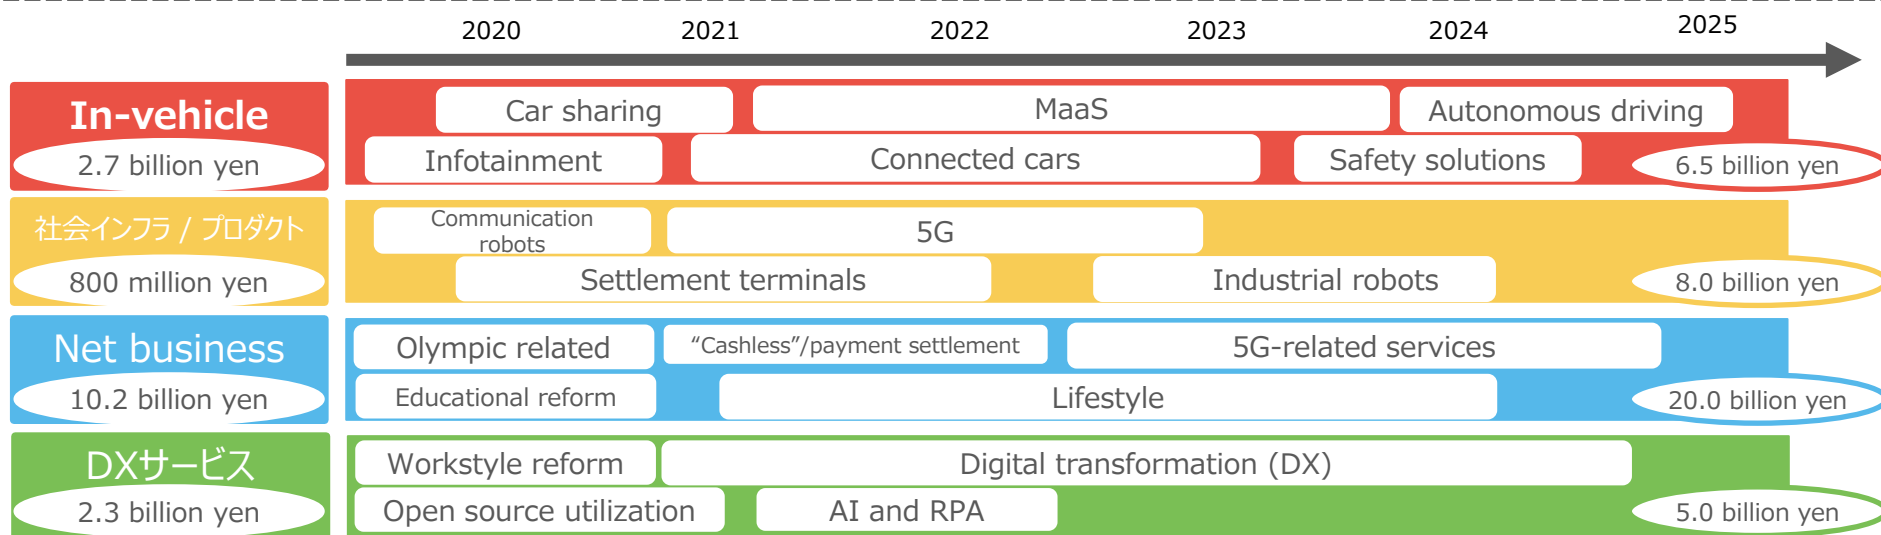 2020 2021 2022 2023 2024 2025
In-vehicle
2.7 billion yen
Car sharing MaaS Autonomous driving
Infotainment Connected cars Safety solutions
6.5 billion yen
社会インフラ / プロダクト
800 million yen
Communication
robots
5G
Settlement terminals Industrial robots
8.0 billion yen
Net business
10.2 billion yen
Olympic related “Cashless”/payment settlement 5G-related services
Educational reform Lifestyle
20.0 billion yen
DXサービス
2.3 billion yen
Workstyle reform Digital transformation (DX)
Open source utilization AI and RPA
5.0 billion yen